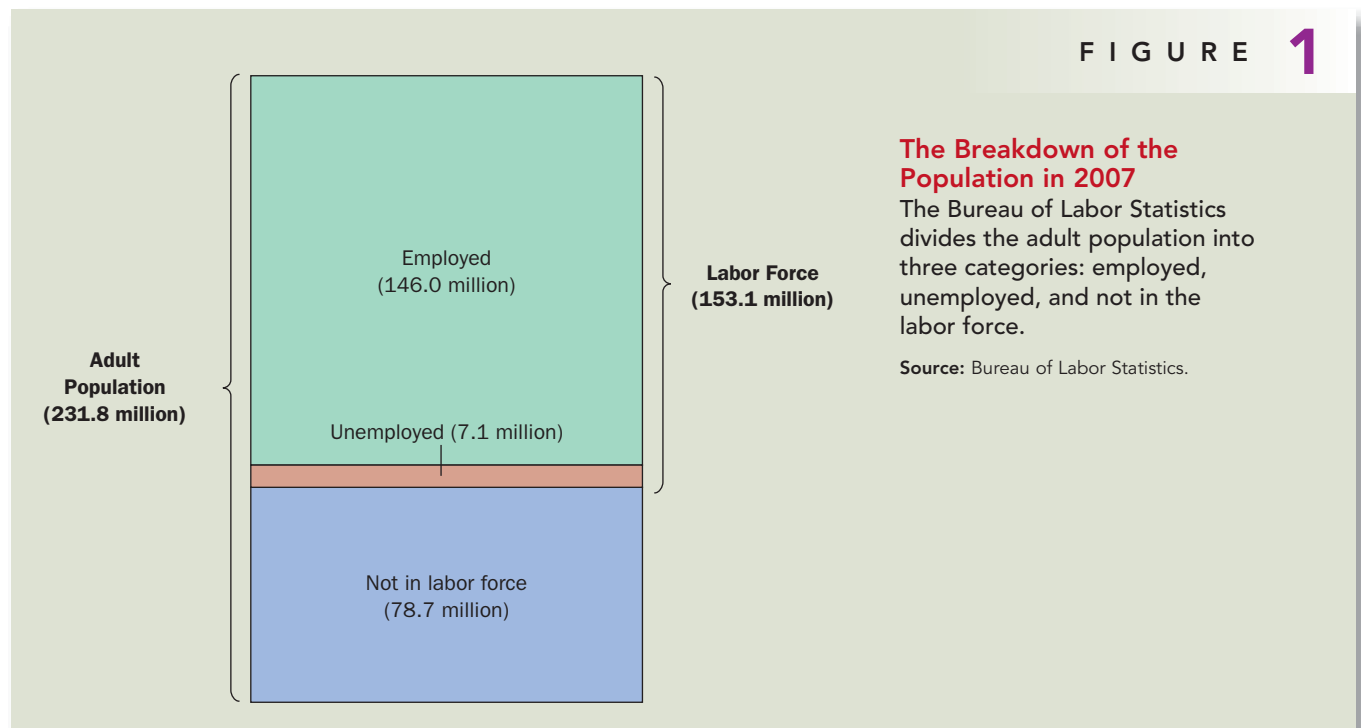 FIGURE 1
The Breakdown of the
Population in 2007
The Bureau of Labor Statistics
divides the adult population into
three categories: employed,
unemployed, and not in the
labor force.
Source: Bureau of Labor Statistics.
Adult
Population
(231.8 million)
Employed
(146.0 million)
Unemployed (7.1 million)
Not in labor force
(78.7 million)
Labor Force
(153.1 million)